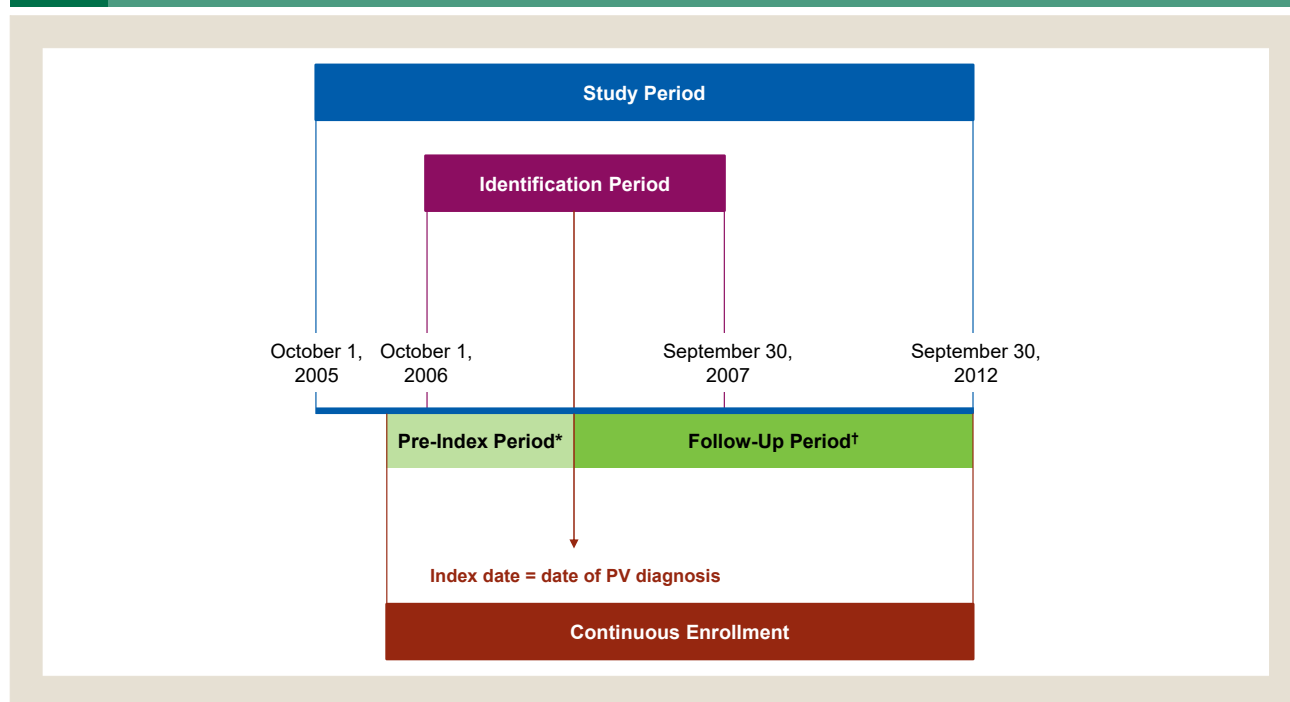 Study Period
Identification Period
October 1,
2005
October 1,
2006
September 30,
2007
September 30,
2012
Pre-Index Period*
Follow-Up Period†
Index date = date of PV diagnosis
Continuous Enrollment